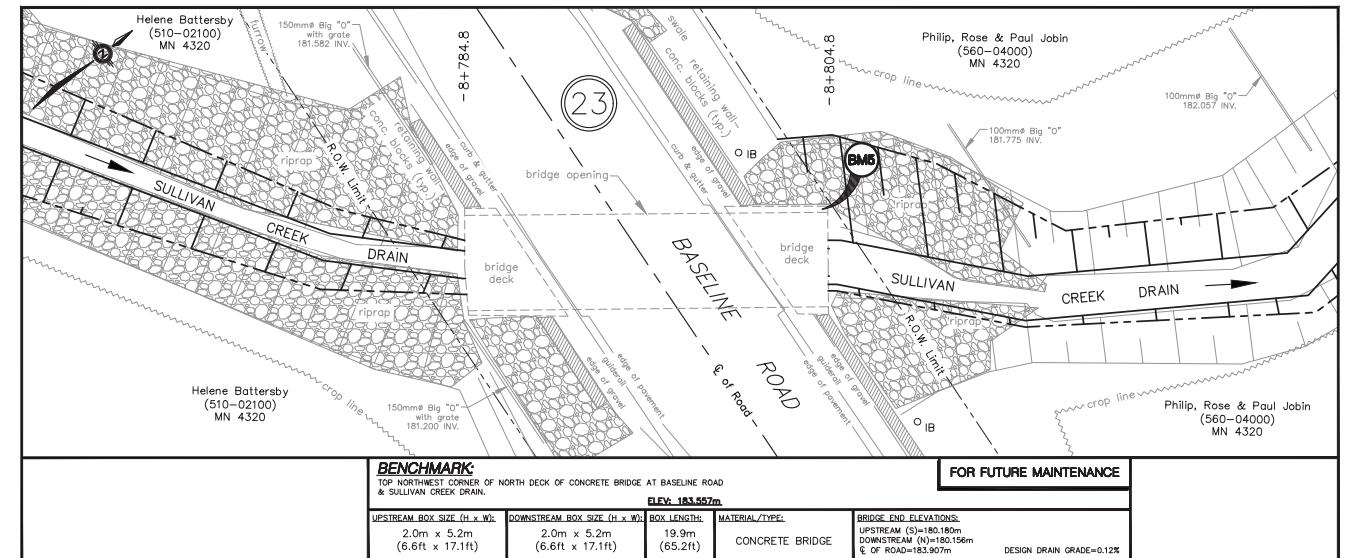 Helene Battersby
(510-02100)
MN 4320
furrow
150mmø Big "O"
with grate
181.582 INV.
- 8+784.8
23
swale
retaining wall-
conc. blocks (typ.)
- 8+804.8
Philip, Rose & Paul Jobin
(560-04000)
MN 4320
crop line
100mmø Big "O"
182.057 INV.
100mmø Big "O"
181.775 INV.
retaining wall-
conc. blocks (typ.)
curb & gutter
edge of gravel
riprap
R.O.W. Limit
bridge opening
edge of gravel
curb & gutter
IB
BM5
riprap
SULLIVAN
CREEK
DRAIN
bridge
deck
BASELINE
ROAD
bridge
deck
SULLIVAN
CREEK DRAIN
riprap
riprap
R.O.W. Limit
edge of pavement
guiderail
edge of gravel
℄ of Road
edge of gravel
guiderail
edge of pavement
IB
Helene Battersby
(510-02100)
MN 4320
crop line
150mmø Big "O"
with grate
181.200 INV.
crop line
Philip, Rose & Paul Jobin
(560-04000)
MN 4320
BENCHMARK:
TOP NORTHWEST CORNER OF NORTH DECK OF CONCRETE BRIDGE AT BASELINE ROAD
& SULLIVAN CREEK DRAIN.
ELEV: 183.557m
FOR FUTURE MAINTENANCE
UPSTREAM BOX SIZE (H x W):
2.0m x 5.2m
(6.6ft x 17.1ft)
DOWNSTREAM BOX SIZE (H x W):
2.0m x 5.2m
(6.6ft x 17.1ft)
BOX LENGTH:
19.9m
(65.2ft)
MATERIAL/TYPE:
CONCRETE BRIDGE
BRIDGE END ELEVATIONS:
UPSTREAM (S)=180.180m
DOWNSTREAM (N)=180.156m
℄ OF ROAD=183.907m
DESIGN DRAIN GRADE=0.12%